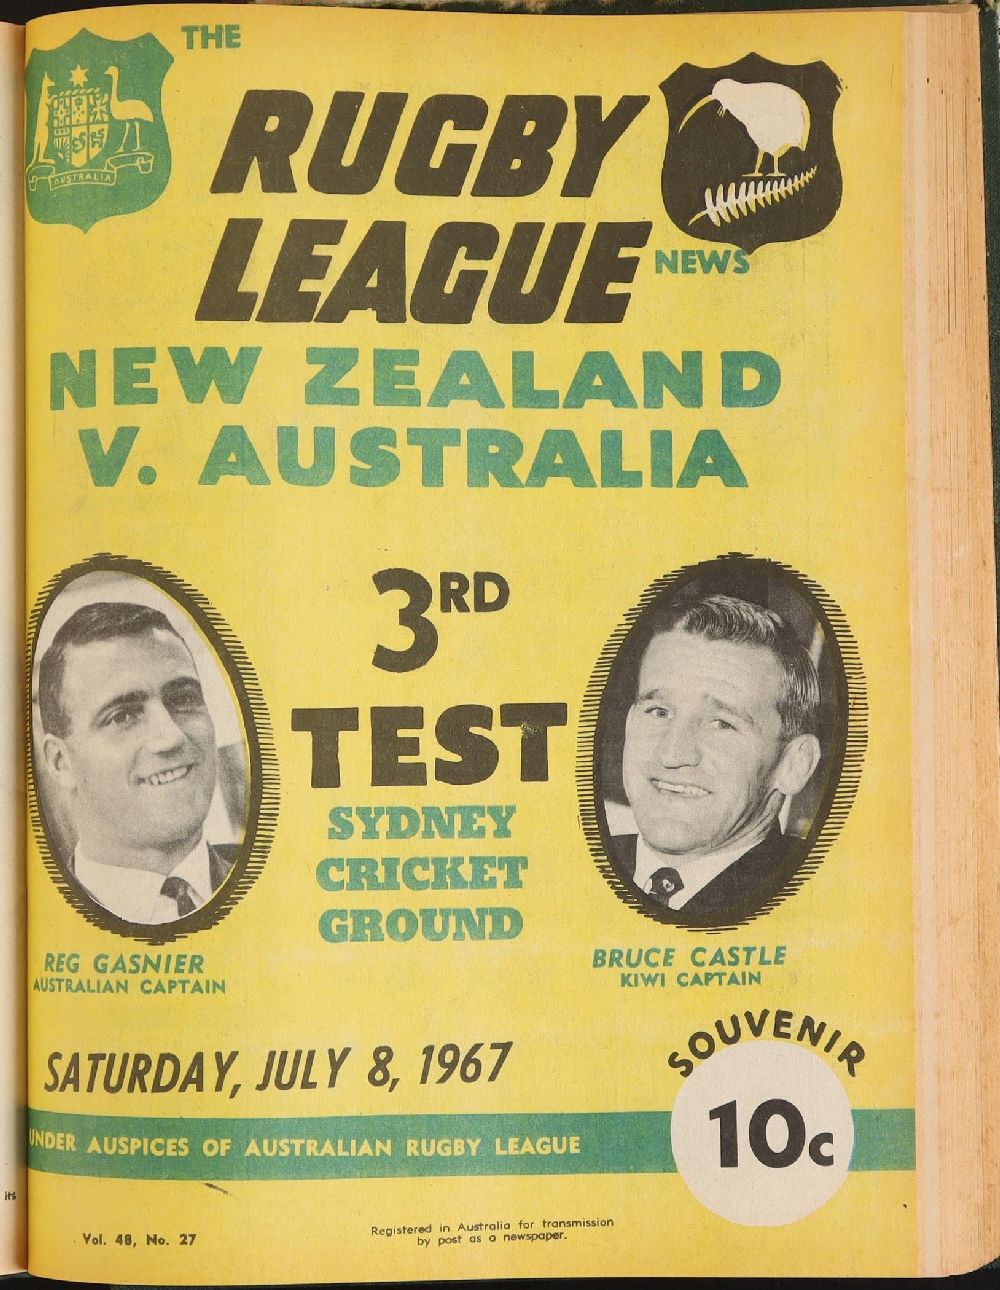 THE
RUGBY
LEAGUE
NEWS
AUSTRALIA
NEW ZEALAND
V. AUSTRALIA
3RD
TEST
SYDNEY
CRICKET
GROUND
REG GASNIER
AUSTRALIAN CAPTAIN
BRUCE CASTLE
KIWI CAPTAIN
SATURDAY, JULY 8, 1967
SOUVENIR
10c
UNDER AUSPICES OF AUSTRALIAN RUGBY LEAGUE
its
Vol. 48, No. 27
Registered in Australia for transmission
by post as a newspaper.